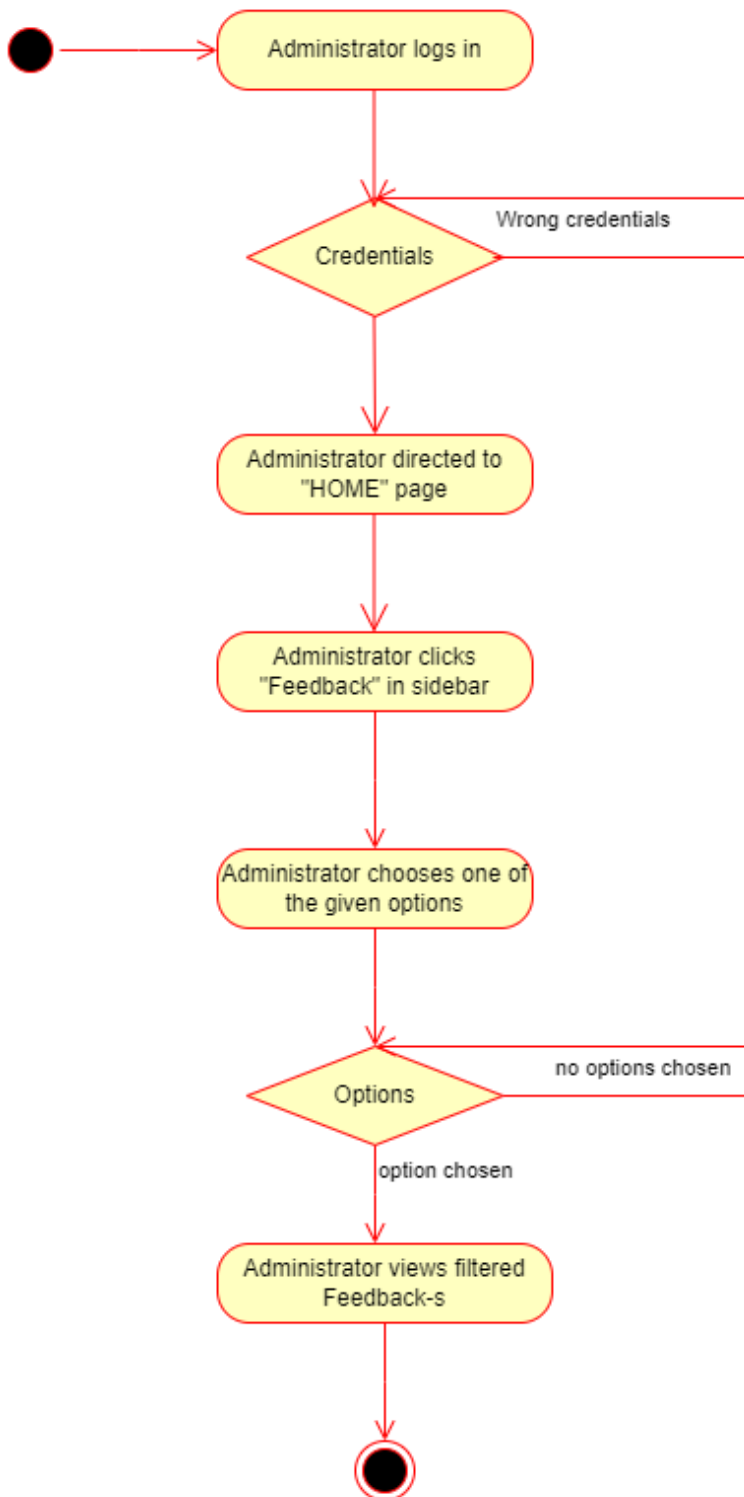 Administrator logs in
Wrong credentials
Credentials
Administrator directed to
"HOME" page
Administrator clicks
"Feedback" in sidebar
Administrator chooses one of
the given options
no options chosen
Options
option chosen
Administrator views filtered
Feedback-s